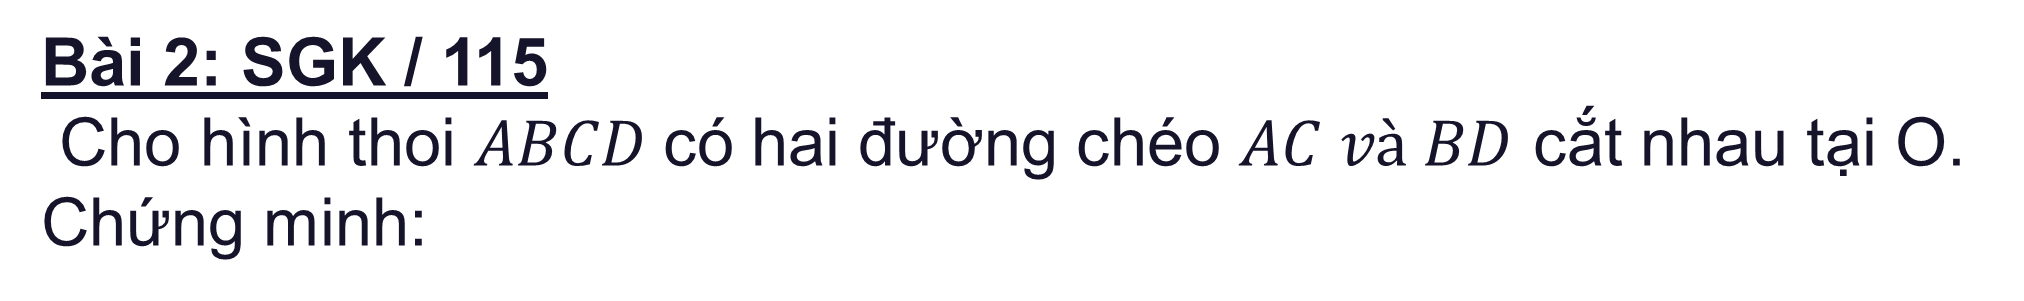 Bài 2: SGK / 115
Cho hình thoi ABCD có hai đường chéo AC và BD cắt nhau tại O.
Chứng minh: